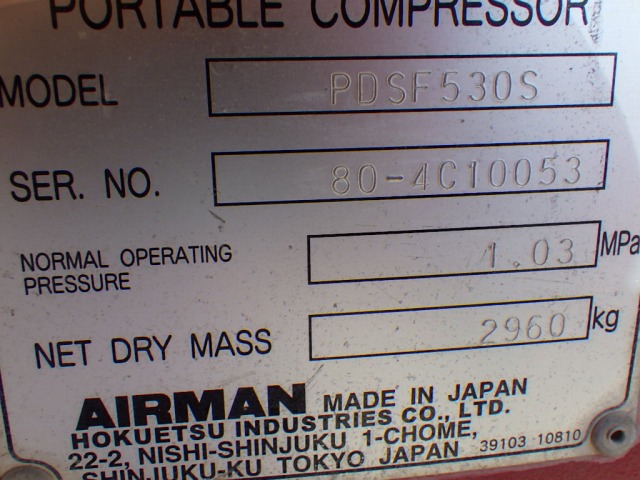 PORTABLE COMPRESSOR
MODEL PDSF530S
SER. NO. 80-4C10053
NORMAL OPERATING PRESSURE 1.03 MPa
NET DRY MASS 2960 kg
AIRMAN MADE IN JAPAN
HOKUETSU INDUSTRIES CO., LTD.
22-2, NISHI-SHINJUKU 1-CHOME,
SHINJUKU-KU TOKYO JAPAN 39103 10810